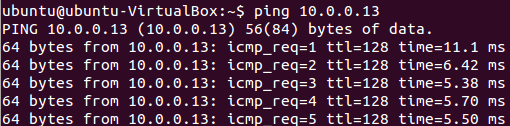 ubuntu@ubuntu-VirtualBox:~$ ping 10.0.0.13
PING 10.0.0.13 (10.0.0.13) 56(84) bytes of data.
64 bytes from 10.0.0.13: icmp_req=1 ttl=128 time=11.1 ms
64 bytes from 10.0.0.13: icmp_req=2 ttl=128 time=6.42 ms
64 bytes from 10.0.0.13: icmp_req=3 ttl=128 time=5.38 ms
64 bytes from 10.0.0.13: icmp_req=4 ttl=128 time=5.70 ms
64 bytes from 10.0.0.13: icmp_req=5 ttl=128 time=5.50 ms